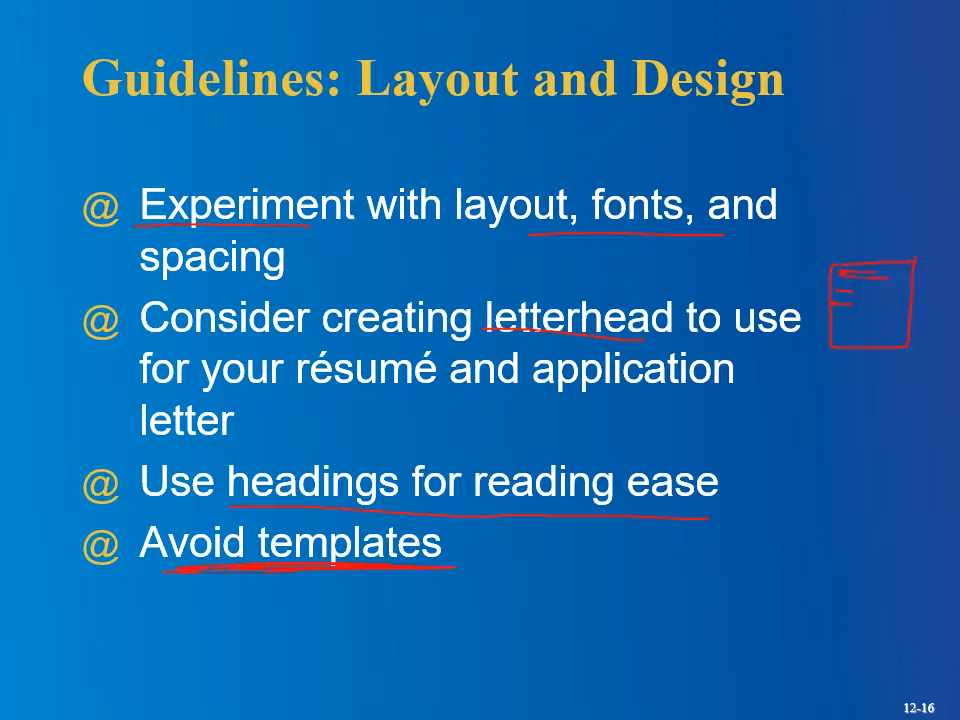 Guidelines: Layout and Design
@ Experiment with layout, fonts, and
spacing
@ Consider creating letterhead to use
for your résumé and application
letter
@ Use headings for reading ease
@ Avoid templates
12-16